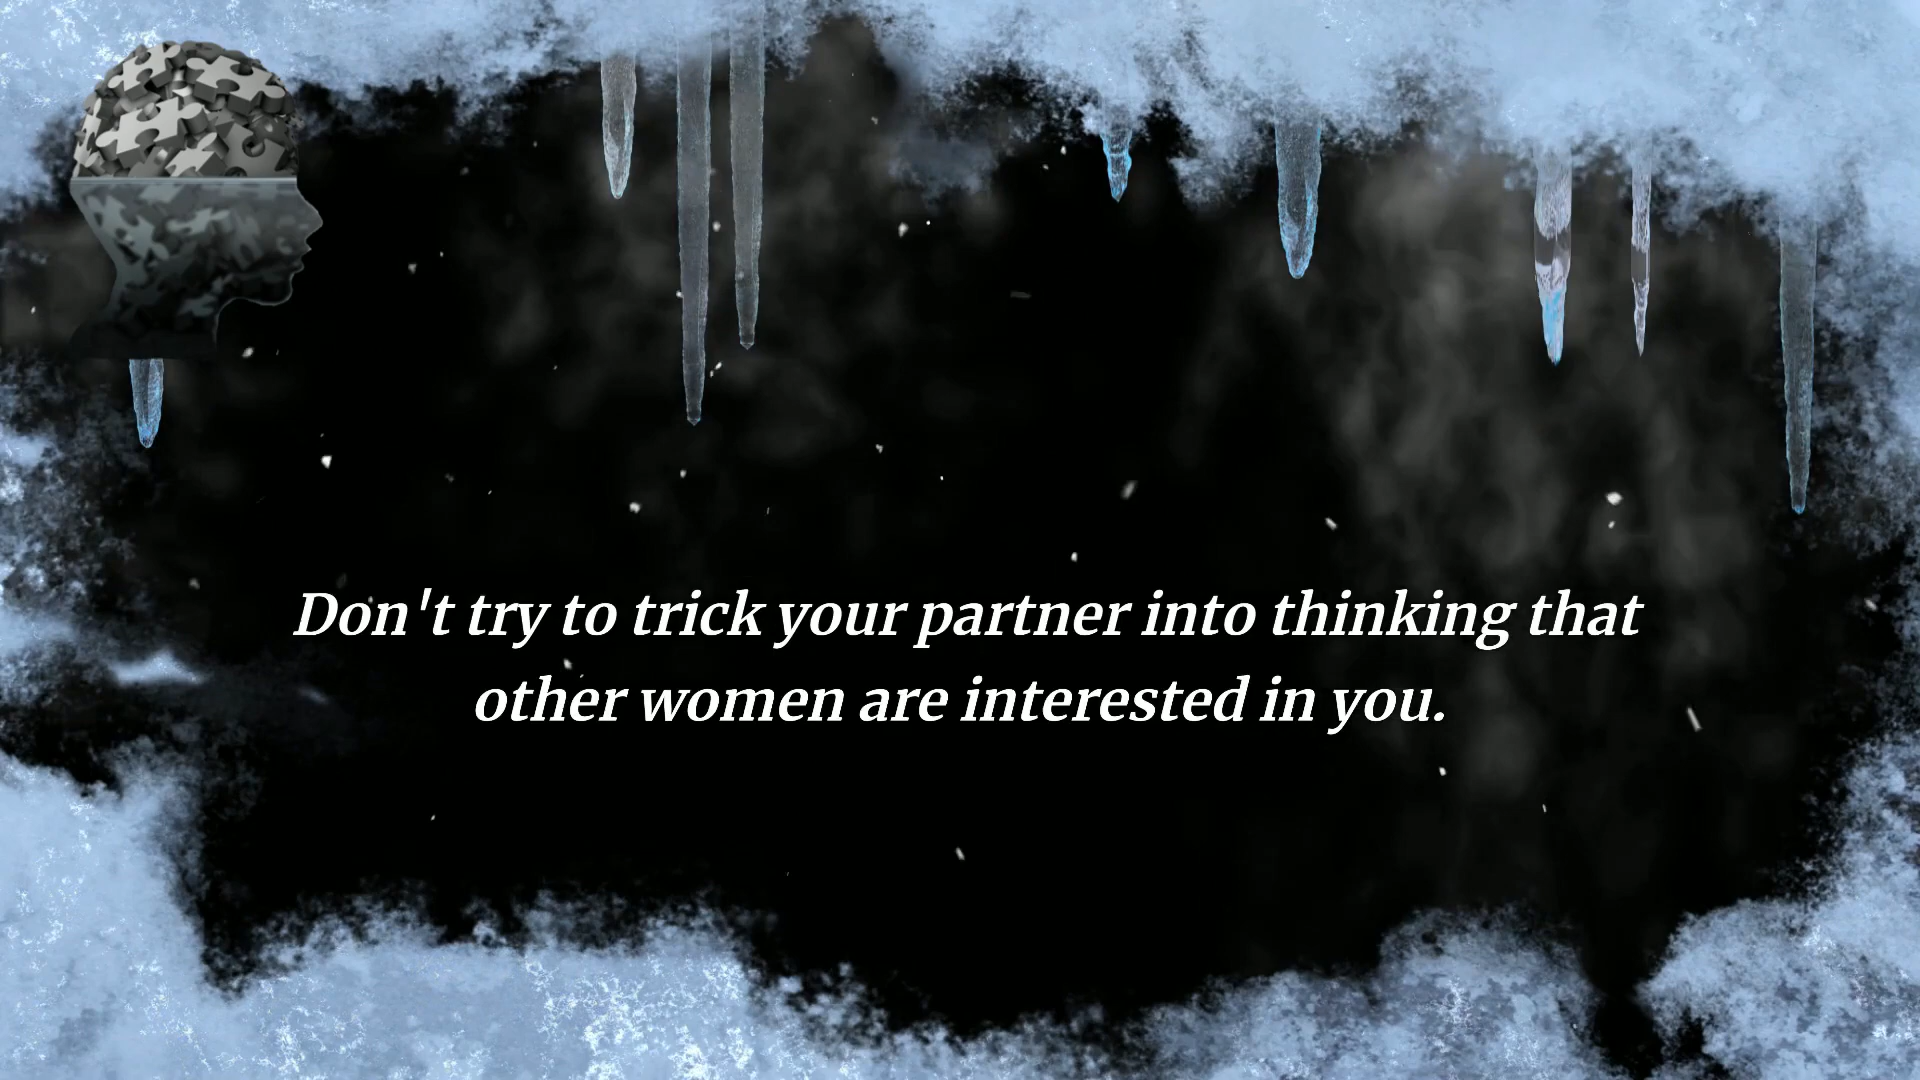 Don't try to trick your partner into thinking that
other women are interested in you.